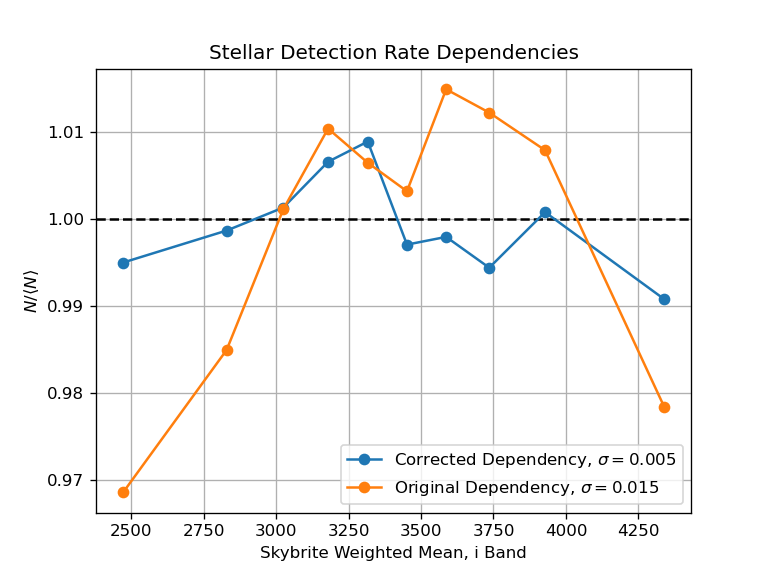 Stellar Detection Rate Dependencies
N/⟨N⟩
1.01
1.00
0.99
0.98
0.97
Corrected Dependency, σ = 0.005
Original Dependency, σ = 0.015
2500 2750 3000 3250 3500 3750 4000 4250
Skybrite Weighted Mean, i Band